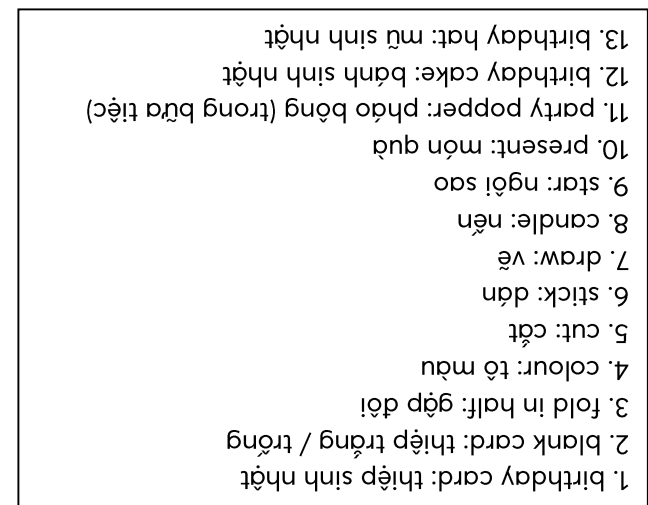 1. birthday card: thiệp sinh nhật
2. blank card: thiệp trắng / trống
3. fold in half: gập đôi
4. colour: tô màu
5. cut: cắt
6. stick: dán
7. draw: vẽ
8. candle: nến
9. star: ngôi sao
10. present: món quà
11. party popper: pháo bông (trong bữa tiệc)
12. birthday cake: bánh sinh nhật
13. birthday hat: mũ sinh nhật